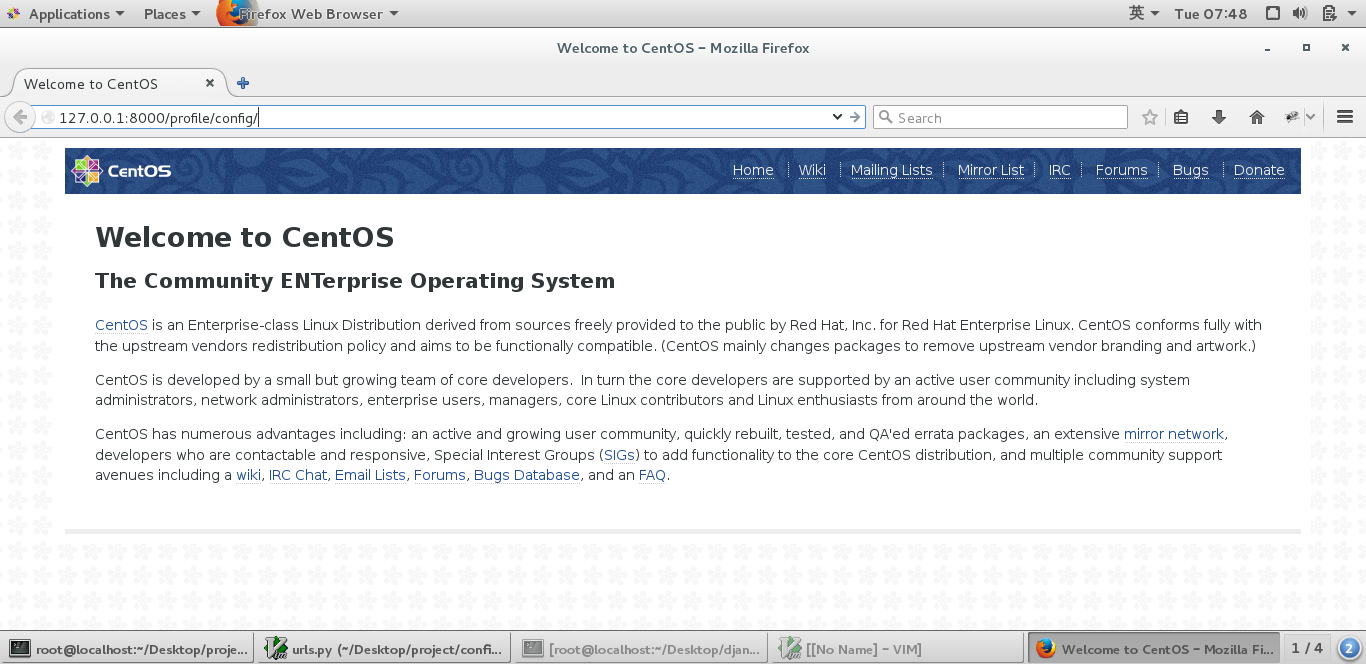 Applications Places Firefox Web Browser 英 Tue 07:48
Welcome to CentOS - Mozilla Firefox
Welcome to CentOS
127.0.0.1:8000/profile/config/ Search
CentOS Home Wiki Mailing Lists Mirror List IRC Forums Bugs Donate
Welcome to CentOS
The Community ENTerprise Operating System
CentOS is an Enterprise-class Linux Distribution derived from sources freely provided to the public by Red Hat, Inc. for Red Hat Enterprise Linux. CentOS conforms fully with
the upstream vendors redistribution policy and aims to be functionally compatible. (CentOS mainly changes packages to remove upstream vendor branding and artwork.)
CentOS is developed by a small but growing team of core developers. In turn the core developers are supported by an active user community including system
administrators, network administrators, enterprise users, managers, core Linux contributors and Linux enthusiasts from around the world.
CentOS has numerous advantages including: an active and growing user community, quickly rebuilt, tested, and QA'ed errata packages, an extensive mirror network,
developers who are contactable and responsive, Special Interest Groups (SIGs) to add functionality to the core CentOS distribution, and multiple community support
avenues including a wiki, IRC Chat, Email Lists, Forums, Bugs Database, and an FAQ.
root@localhost:~/Desktop/proje... urls.py (~/Desktop/project/confi... [root@localhost:~/Desktop/djan... [[No Name] - VIM] Welcome to CentOS - Mozilla Fi... 1 / 4 2